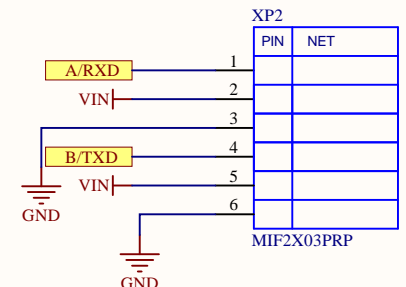 XP2
PIN NET
A/RXD 1
VIN 2
3
B/TXD 4
VIN 5
GND 6
MIF2X03PRP
GND